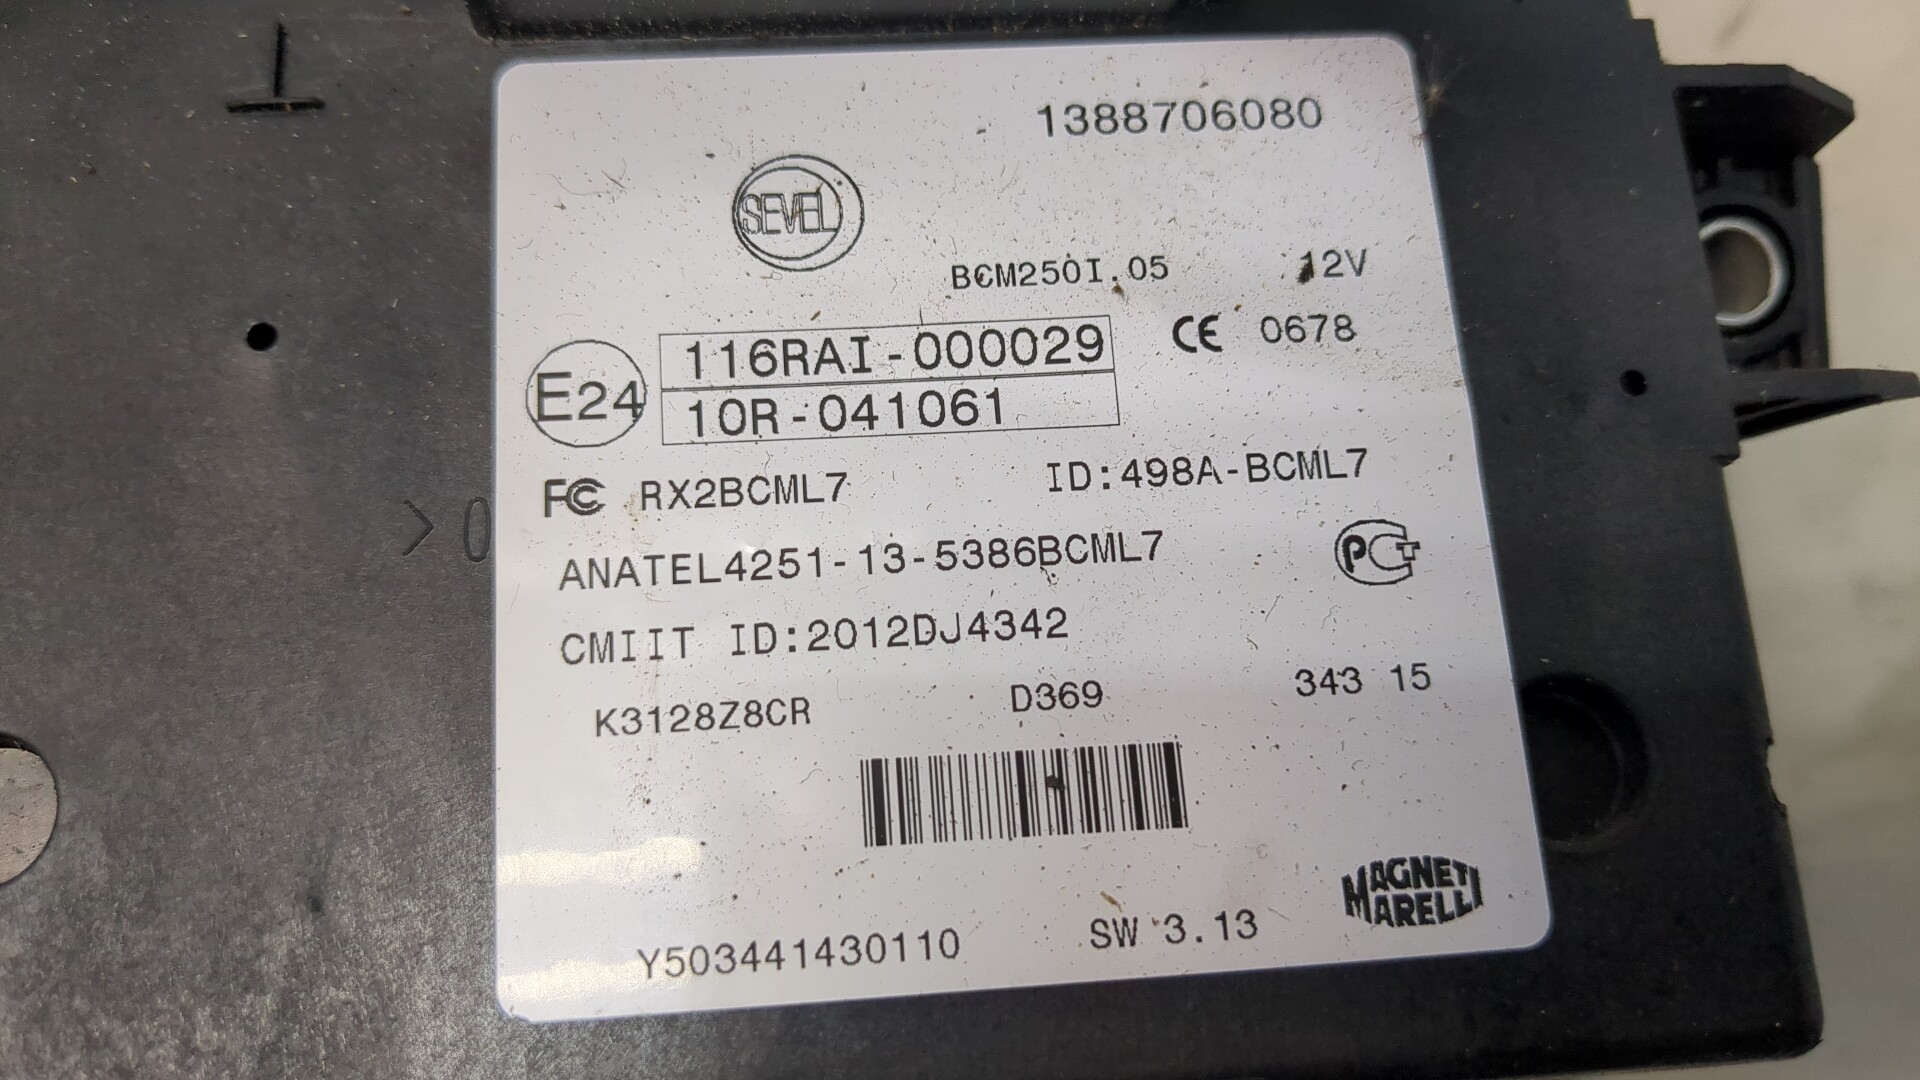 1388706080
SEVEL
BCM250I.05 12V
116RAI-000029 CE 0678
E24
10R-041061
FC RX2BCML7 ID:498A-BCML7
ANATEL4251-13-5386BCML7 PCT
CMIIT ID:2012DJ4342
K3128Z8CR D369 343 15
MAGNETI
MARELLI
Y503441430110 SW 3.13
>0